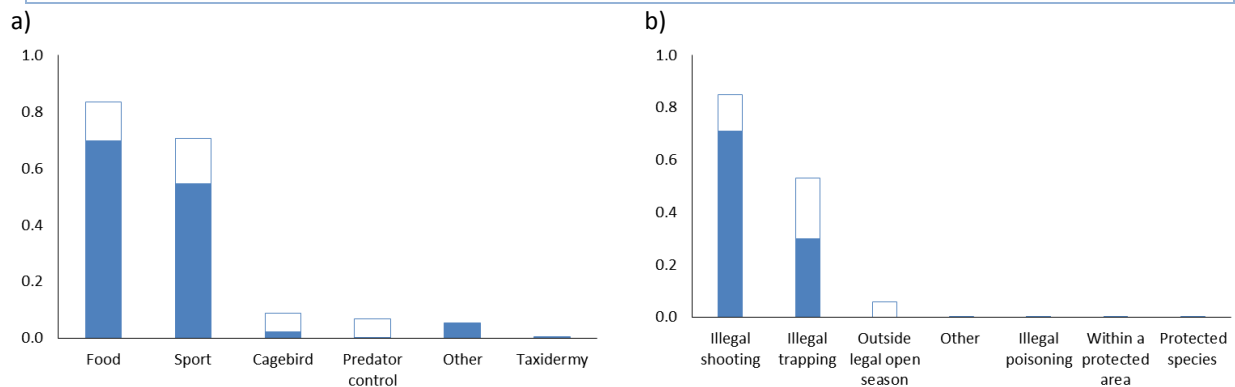 a)
1.0
0.8
0.6
0.4
0.2
0.0
Food
Sport
Cagebird
Predator
control
Other
Taxidermy
b)
1.0
0.8
0.6
0.4
0.2
0.0
Illegal
shooting
Illegal
trapping
Outside
legal open
season
Other
Illegal
poisoning
Within a
protected
area
Protected
species